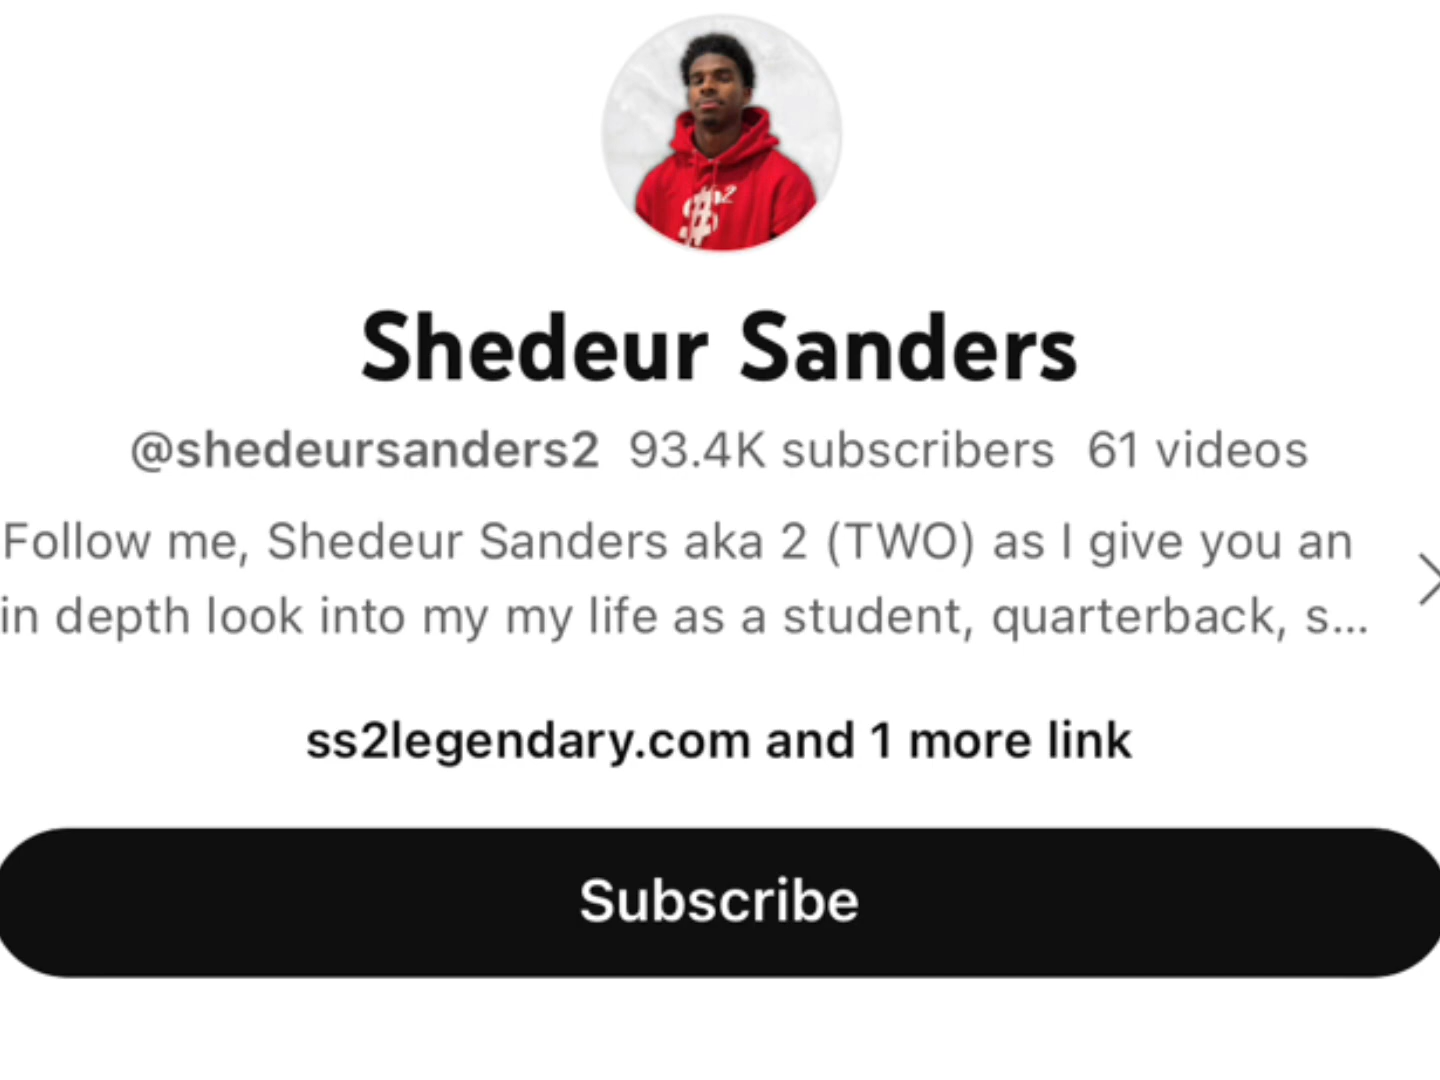 Shedeur Sanders
@shedeursanders2 93.4K subscribers 61 videos
Follow me, Shedeur Sanders aka 2 (TWO) as I give you an
in depth look into my my life as a student, quarterback, s...
ss2legendary.com and 1 more link
Subscribe